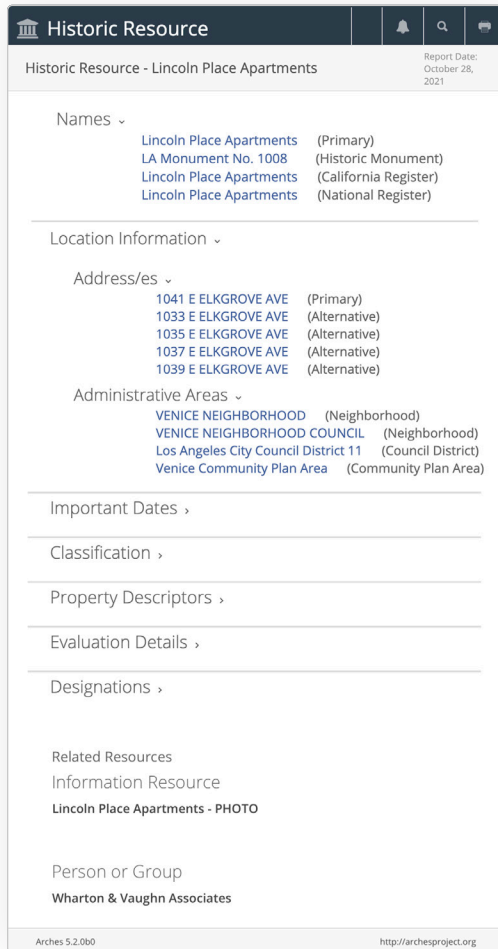 Historic Resource
Historic Resource - Lincoln Place Apartments
Report Date:
October 28,
2021
Names
Lincoln Place Apartments (Primary)
LA Monument No. 1008 (Historic Monument)
Lincoln Place Apartments (California Register)
Lincoln Place Apartments (National Register)
Location Information
Address/es
1041 E ELKGROVE AVE (Primary)
1033 E ELKGROVE AVE (Alternative)
1035 E ELKGROVE AVE (Alternative)
1037 E ELKGROVE AVE (Alternative)
1039 E ELKGROVE AVE (Alternative)
Administrative Areas
VENICE NEIGHBORHOOD (Neighborhood)
VENICE NEIGHBORHOOD COUNCIL (Neighborhood)
Los Angeles City Council District 11 (Council District)
Venice Community Plan Area (Community Plan Area)
Important Dates
Classification
Property Descriptors
Evaluation Details
Designations
Related Resources
Information Resource
Lincoln Place Apartments - PHOTO
Person or Group
Wharton & Vaughn Associates
Arches 5.2.0b0 http://archesproject.org